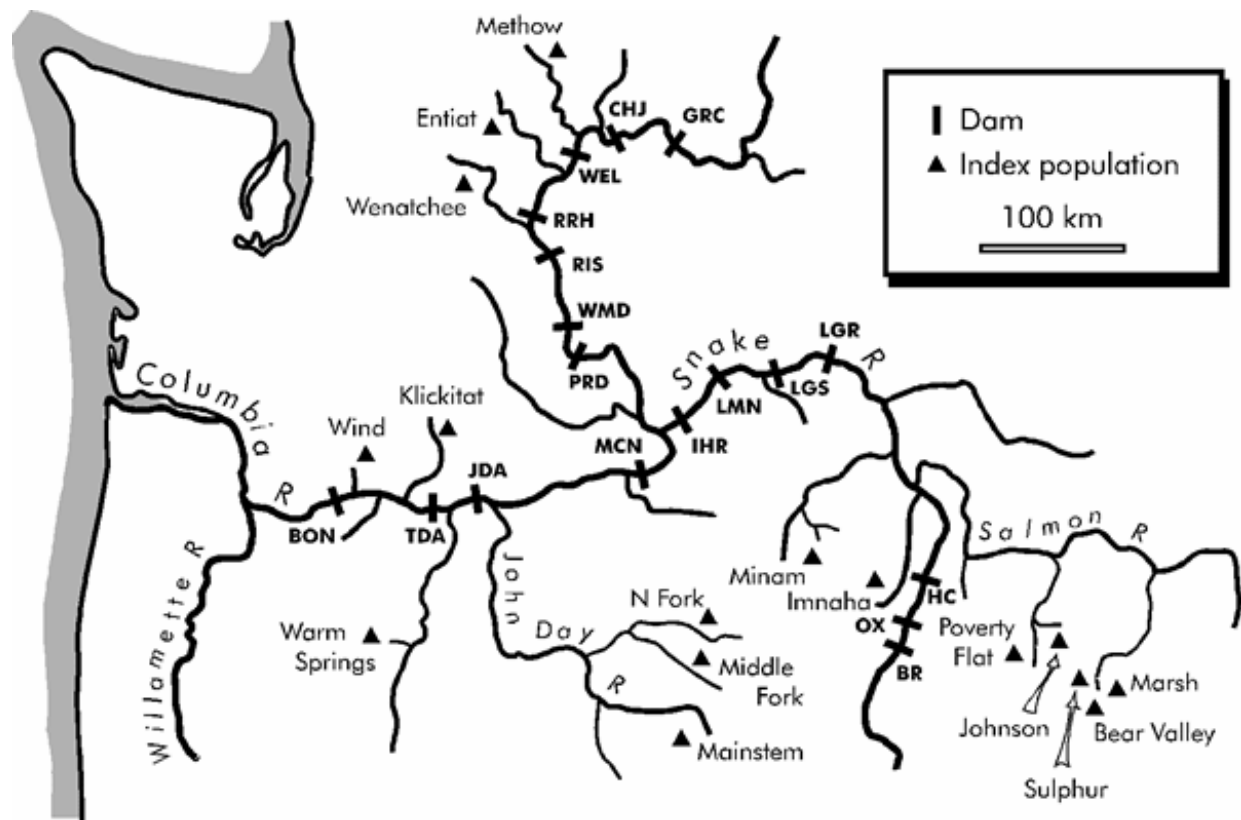 Methow
CHJ
GRC
Entiat
WEL
Wenatchee
RRH
RIS
WMD
PRD
Dam
Index population
100 km
Columbia R
Snake R
LGR
LGS
LMN
IHR
MCN
Klickitat
Wind
JDA
TDA
BON
Willamette R
Warm
Springs
John Day R
N Fork
Middle
Fork
Mainstem
Minam
Imnaha
HC
OX
BR
Salmon R
Poverty
Flat
Johnson
Sulphur
Marsh
Bear Valley